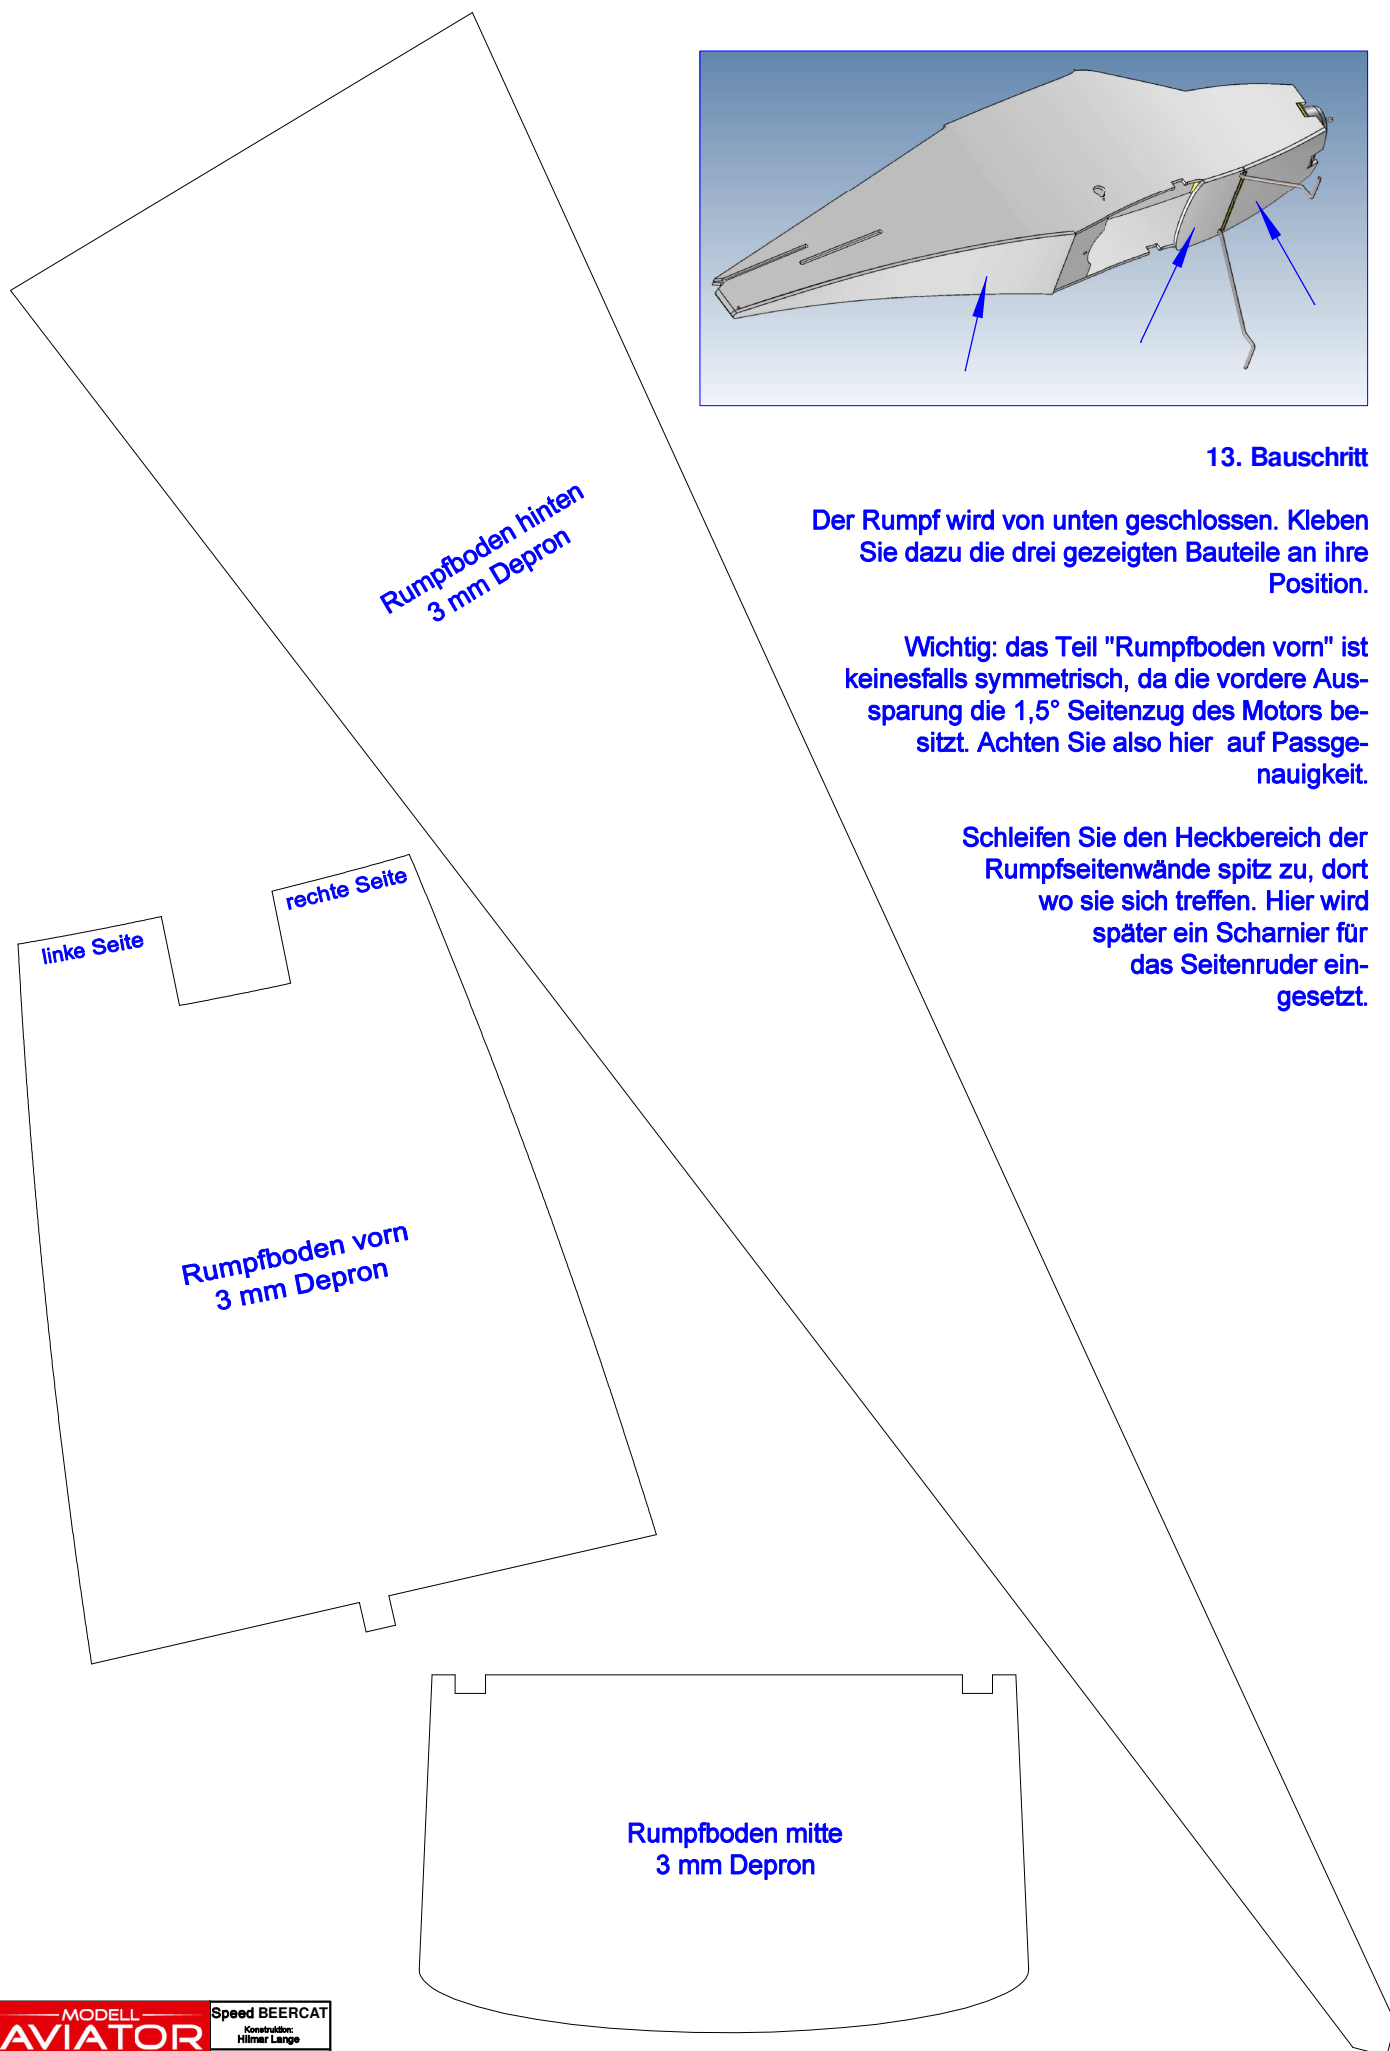 13. Bauschritt
Der Rumpf wird von unten geschlossen. Kleben
Sie dazu die drei gezeigten Bauteile an ihre
Position.
Wichtig: das Teil "Rumpfboden vorn" ist
keinesfalls symmetrisch, da die vordere Aus-
sparung die 1,5° Seitenzug des Motors be-
sitzt. Achten Sie also hier  auf Passge-
nauigkeit.
Schleifen Sie den Heckbereich der
Rumpfseitenwände spitz zu, dort
wo sie sich treffen. Hier wird
später ein Scharnier für
das Seitenruder ein-
gesetzt.
Rumpfboden hinten
3 mm Depron
linke Seite
rechte Seite
Rumpfboden vorn
3 mm Depron
Rumpfboden mitte
3 mm Depron
MODELL
AVIATOR
Speed BEERCAT
Konstruktion:
Hilmar Lange